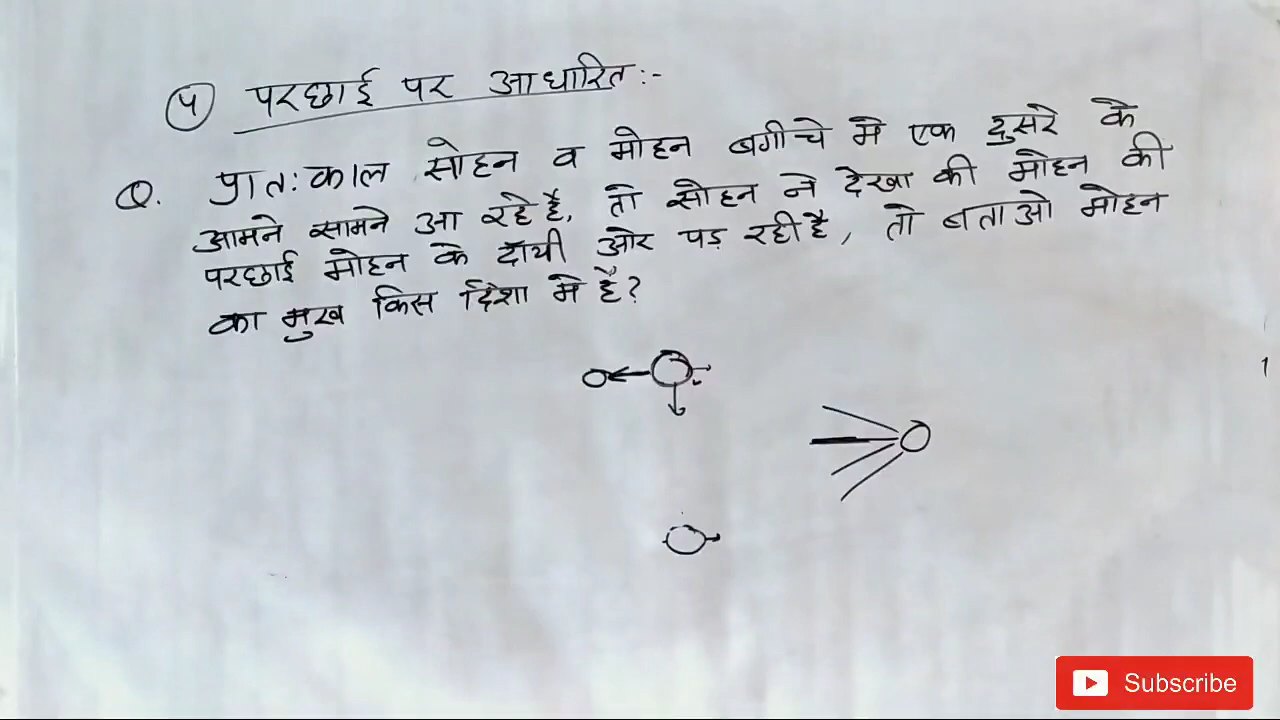 ५ परछाई पर आधारित:-
Q. प्रात:काल सोहन व मोहन बगीचे मे एक दुसरे के
आमने सामने आ रहे है, तो सोहन ने देखा की मोहन की
परछाई मोहन के दॉयी ओर पड़ रही है, तो बताओ मोहन
का मुख किस दिशा मे है?
Subscribe